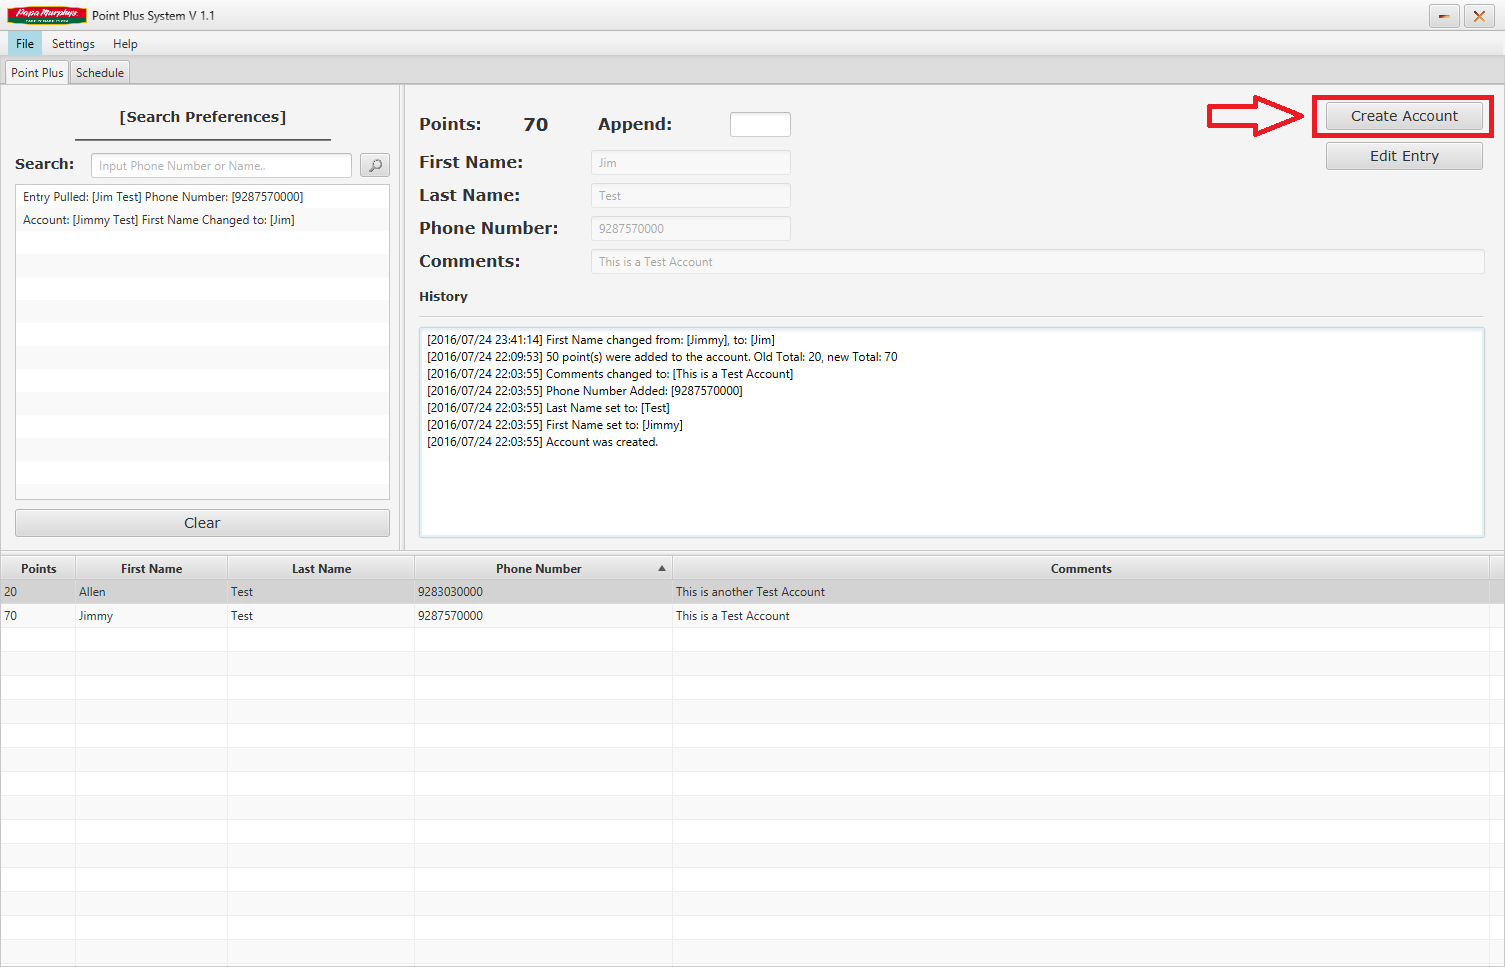 Papa Murphy's
Point Plus System V 1.1
File Settings Help
Point Plus Schedule
[Search Preferences]
Search: Input Phone Number or Name..
Entry Pulled: [Jim Test] Phone Number: [9287570000]
Account: [Jimmy Test] First Name Changed to: [Jim]
Clear
Points: 70 Append:
Create Account
Edit Entry
First Name: Jim
Last Name: Test
Phone Number: 9287570000
Comments: This is a Test Account
History
[2016/07/24 23:41:14] First Name changed from: [Jimmy], to: [Jim]
[2016/07/24 22:09:53] 50 point(s) were added to the account. Old Total: 20, new Total: 70
[2016/07/24 22:03:55] Comments changed to: [This is a Test Account]
[2016/07/24 22:03:55] Phone Number Added: [9287570000]
[2016/07/24 22:03:55] Last Name set to: [Test]
[2016/07/24 22:03:55] First Name set to: [Jimmy]
[2016/07/24 22:03:55] Account was created.
Points First Name Last Name Phone Number Comments
20 Allen Test 9283030000 This is another Test Account
70 Jimmy Test 9287570000 This is a Test Account